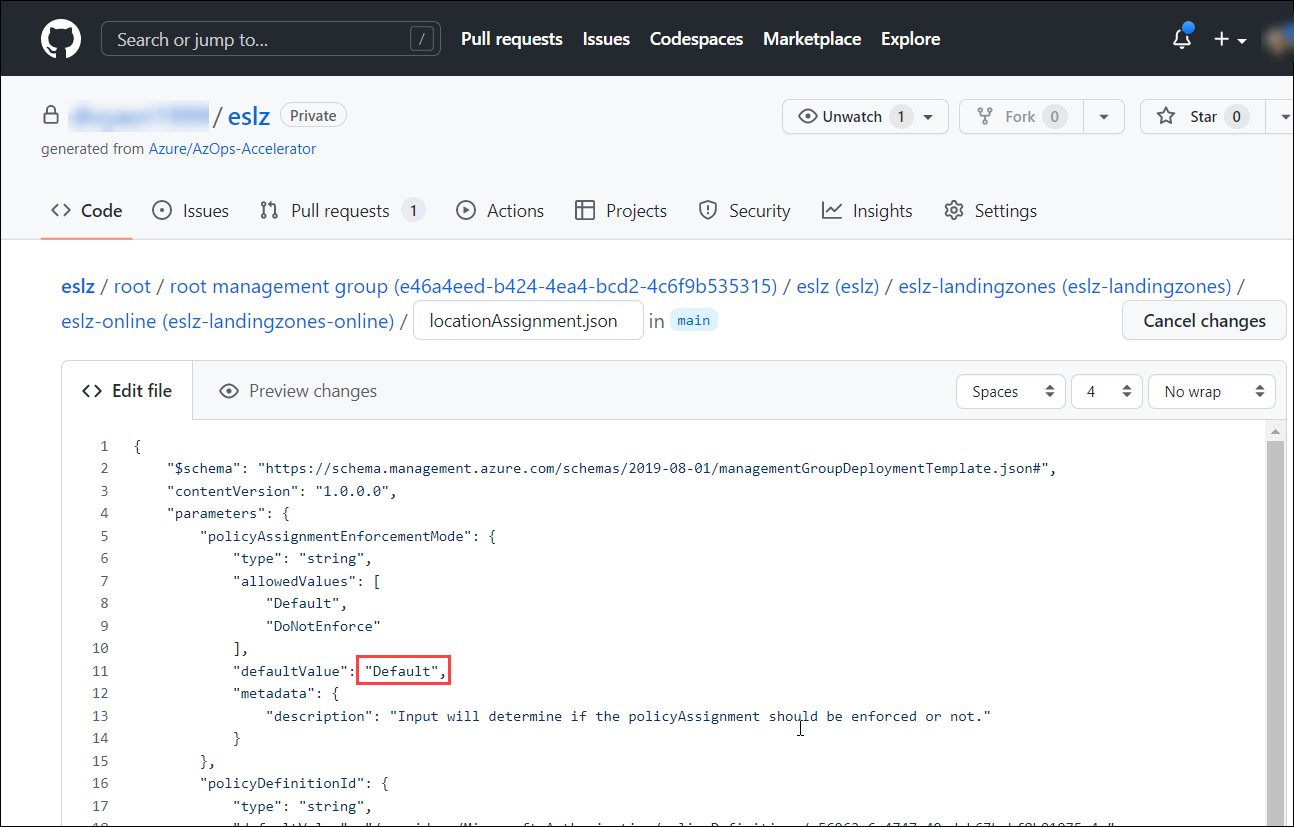 Search or jump to... / Pull requests Issues Codespaces Marketplace Explore
/ eslz Private Unwatch 1 Fork 0 Star 0
generated from Azure/AzOps-Accelerator
Code Issues Pull requests 1 Actions Projects Security Insights Settings
eslz / root / root management group (e46a4eed-b424-4ea4-bcd2-4c6f9b535315) / eslz (eslz) / eslz-landingzones (eslz-landingzones) /
eslz-online (eslz-landingzones-online) / locationAssignment.json in main Cancel changes
Edit file Preview changes Spaces 4 No wrap
1 {
2 "$schema": "https://schema.management.azure.com/schemas/2019-08-01/managementGroupDeploymentTemplate.json#",
3 "contentVersion": "1.0.0.0",
4 "parameters": {
5 "policyAssignmentEnforcementMode": {
6 "type": "string",
7 "allowedValues": [
8 "Default",
9 "DoNotEnforce"
10 ],
11 "defaultValue": "Default",
12 "metadata": {
13 "description": "Input will determine if the policyAssignment should be enforced or not."
14 }
15 },
16 "policyDefinitionId": {
17 "type": "string",